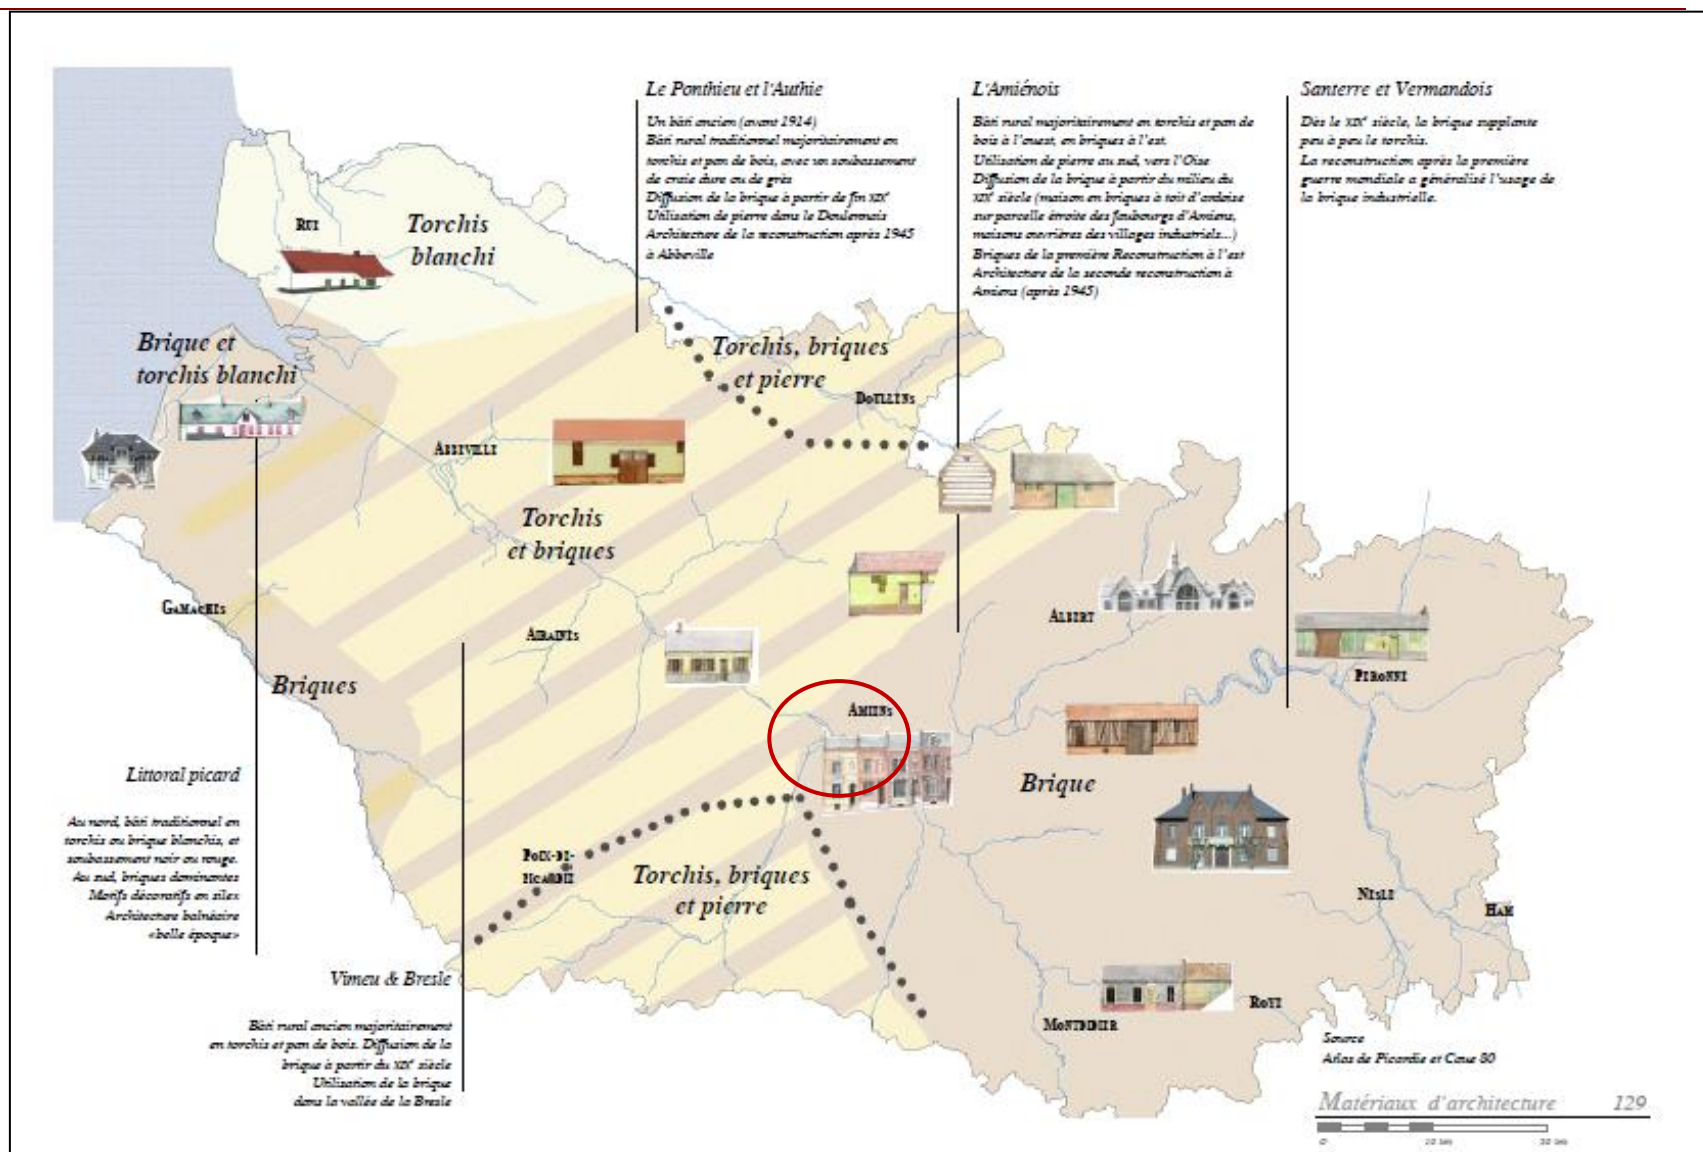 Le Ponthieu et l'Authie
Un bâti ancien (avant 1914)
Bâti rural traditionnel majoritairement en
torchis et pan de bois, avec un soubassement
de craie dure ou de grès
Diffusion de la brique à partir de fin XIXe
Utilisation de pierre dans le Doulennais
Architecture de la reconstruction après 1945
à Abbeville
L'Amiénois
Bâti rural majoritairement en torchis et pan de
bois à l'ouest, en briques à l'est.
Utilisation de pierre au sud, vers l'Oise
Diffusion de la brique à partir du milieu du
XIXe siècle (maison en briques à toit d'ardoise
sur parcelle étroite des faubourgs d'Amiens,
maisons ouvrières des villages industriels...)
Briques de la première Reconstruction à l'est
Architecture de la seconde reconstruction à
Amiens (après 1945)
Santerre et Vermandois
Dès le XIXe siècle, la brique supplante
peu à peu le torchis.
La reconstruction après la première
guerre mondiale a généralisé l'usage de
la brique industrielle.
RUE
Torchis
blanchi
Brique et
torchis blanchi
Torchis, briques
et pierre
DOULLENS
ABBEVILLE
Torchis
et briques
GAMACHES
AIRAINES
ALBERT
PERONNE
Briques
AMIENS
Brique
Littoral picard
Au nord, bâti traditionnel en
torchis ou brique blanchis, et
soubassement noir ou rouge.
Au sud, briques dominantes
Motifs décoratifs en silex
Architecture balnéaire
«belle époque»
POIX-DE-
PICARDIE
Torchis, briques
et pierre
NESLE
HAM
Vimeu & Bresle
Bâti rural ancien majoritairement
en torchis et pan de bois. Diffusion de la
brique à partir du XIXe siècle
Utilisation de la brique
dans la vallée de la Bresle
MONTDIDIER
ROYE
Source
Atlas de Picardie et Caue 80
Matériaux d'architecture 129
0 10 km